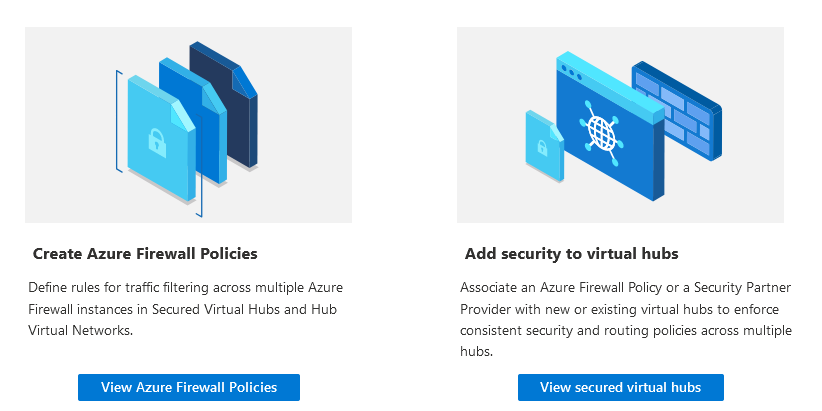 Create Azure Firewall Policies
Define rules for traffic filtering across multiple Azure
Firewall instances in Secured Virtual Hubs and Hub
Virtual Networks.
View Azure Firewall Policies
Add security to virtual hubs
Associate an Azure Firewall Policy or a Security Partner
Provider with new or existing virtual hubs to enforce
consistent security and routing policies across multiple
hubs.
View secured virtual hubs